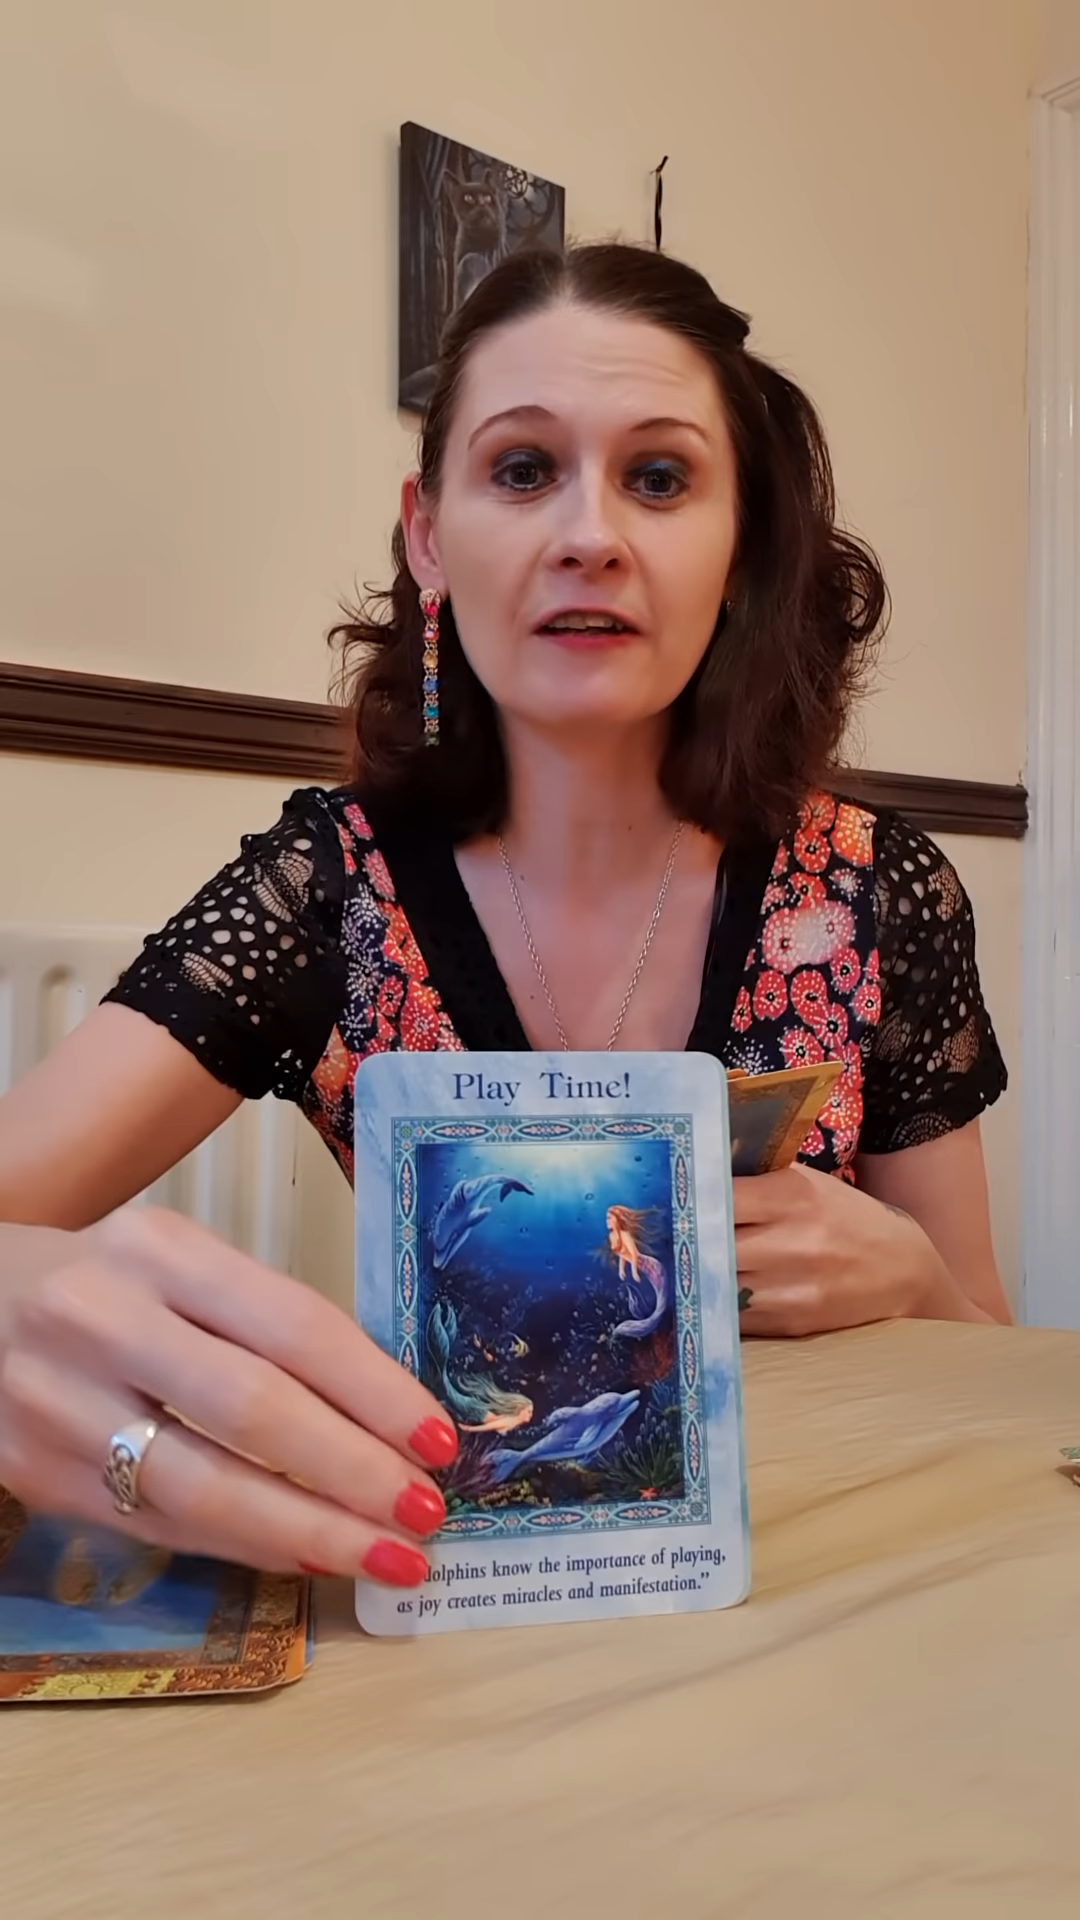 Play Time!
dolphins know the importance of playing,
as joy creates miracles and manifestation.”